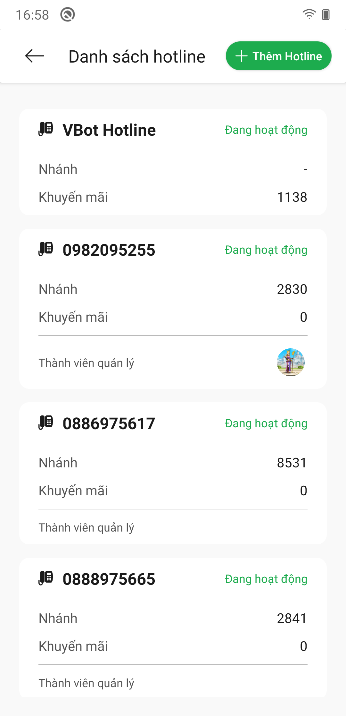 16:58
Danh sách hotline
Thêm Hotline
VBot Hotline Đang hoạt động
Nhánh -
Khuyến mãi 1138
0982095255 Đang hoạt động
Nhánh 2830
Khuyến mãi 0
Thành viên quản lý
0886975617 Đang hoạt động
Nhánh 8531
Khuyến mãi 0
Thành viên quản lý
0888975665 Đang hoạt động
Nhánh 2841
Khuyến mãi 0
Thành viên quản lý